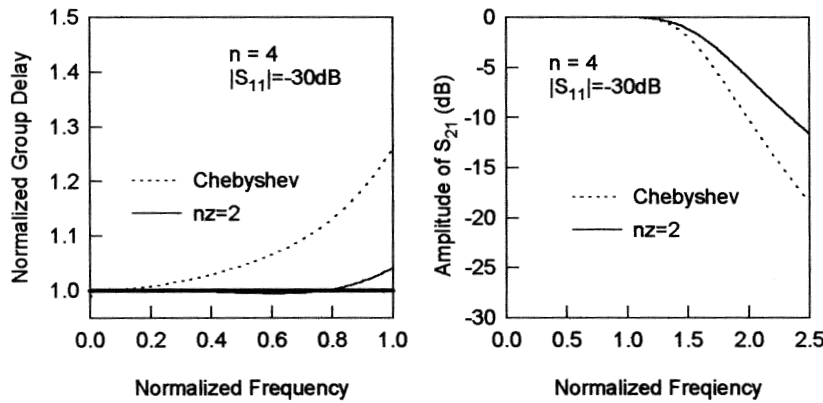 Normalized Group Delay
1.5
1.4
1.3
1.2
1.1
1.0
n = 4
|S11|=-30dB
Chebyshev
nz=2
0.0 0.2 0.4 0.6 0.8 1.0
Normalized Frequency
Amplitude of S21 (dB)
0
-5
-10
-15
-20
-25
-30
n = 4
|S11|=-30dB
Chebyshev
nz=2
0.0 0.5 1.0 1.5 2.0 2.5
Normalized Freqiency